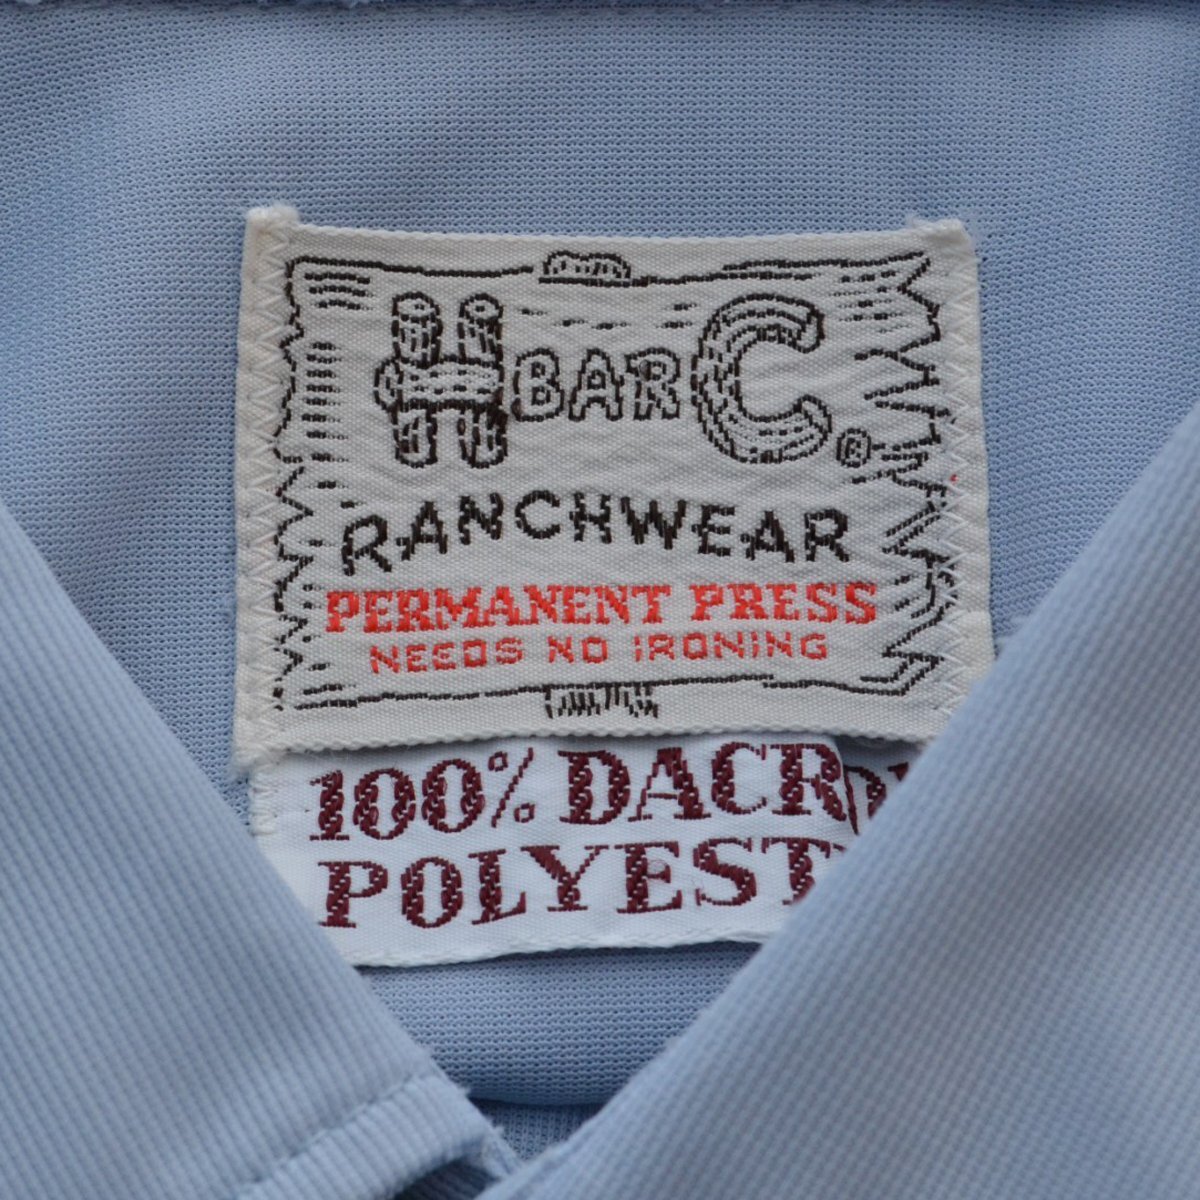 H BAR C ®
RANCHWEAR
PERMANENT PRESS
NEEDS NO IRONING
100% DACR
POLYEST